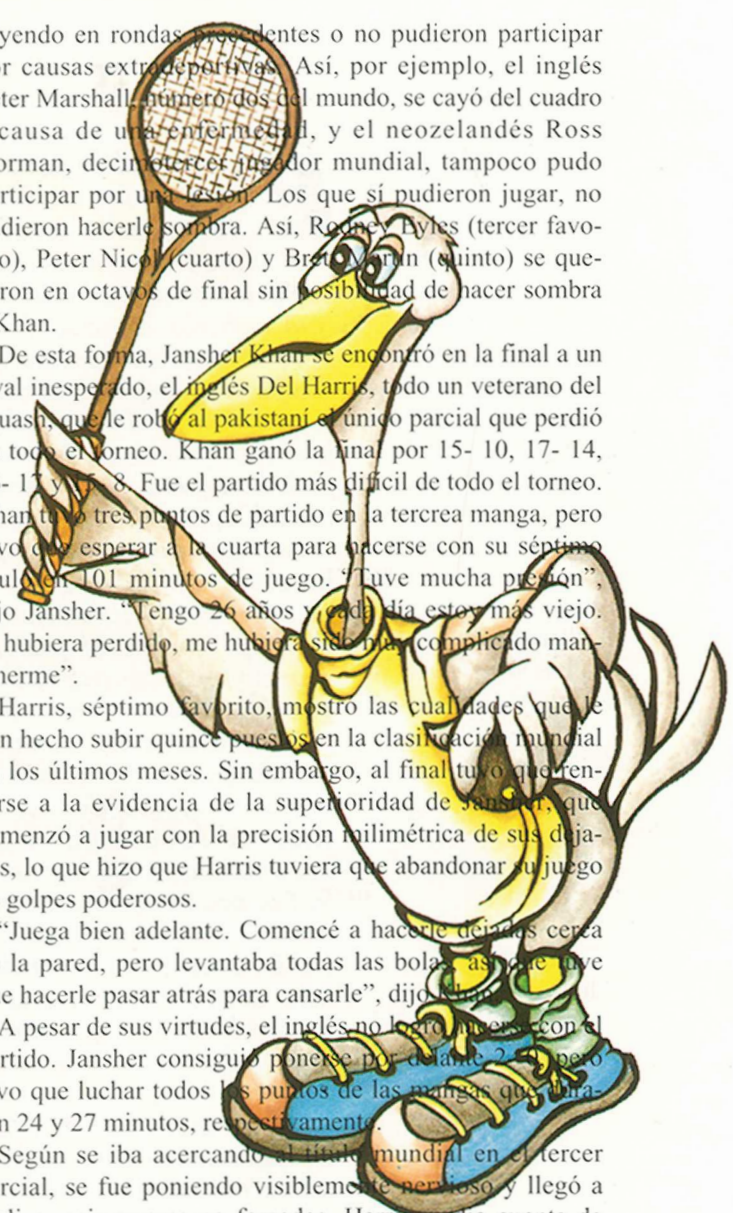 yendo en rondas precedentes o no pudieron participar
r causas extradeportivas. Así, por ejemplo, el inglés
ter Marshall, número dos del mundo, se cayó del cuadro
causa de una enfermedad, y el neozelandés Ross
orman, decimotercer jugador mundial, tampoco pudo
rticipar por una lesión. Los que sí pudieron jugar, no
dieron hacerle sombra. Así, Rodney Eyles (tercer favo-
o), Peter Nicol (cuarto) y Brett Martin (quinto) se que-
ron en octavos de final sin posibilidad de hacer sombra
Khan.
De esta forma, Jansher Khan se encontró en la final a un
val inesperado, el inglés Del Harris, todo un veterano del
uash, que le robó al pakistaní el único parcial que perdió
todo el torneo. Khan ganó la final por 15- 10, 17- 14,
- 17 y 15- 8. Fue el partido más difícil de todo el torneo.
han tuvo tres puntos de partido en la tercrea manga, pero
vo que esperar a la cuarta para hacerse con su séptimo
tulo en 101 minutos de juego. “Tuve mucha presión”,
jo Jansher. “Tengo 26 años y cada día estoy más viejo.
hubiera perdido, me hubiera sido muy complicado man-
nerme”.
Harris, séptimo favorito, mostró las cualidades que le
n hecho subir quince puestos en la clasificación mundial
los últimos meses. Sin embargo, al final tuvo que ren-
rse a la evidencia de la superioridad de Jansher, que
menzó a jugar con la precisión milimétrica de sus deja-
s, lo que hizo que Harris tuviera que abandonar su juego
golpes poderosos.
“Juega bien adelante. Comencé a hacerle dejadas cerca
la pared, pero levantaba todas las bolas, así que tuve
e hacerle pasar atrás para cansarle”, dijo Khan.
A pesar de sus virtudes, el inglés no logró hacerse con el
rtido. Jansher consiguió ponerse por delante 2- 0, pero
vo que luchar todos los puntos de las mangas que dura-
n 24 y 27 minutos, respectivamente.
Según se iba acercando al título mundial en el tercer
rcial, se fue poniendo visiblemente nervioso y llegó a